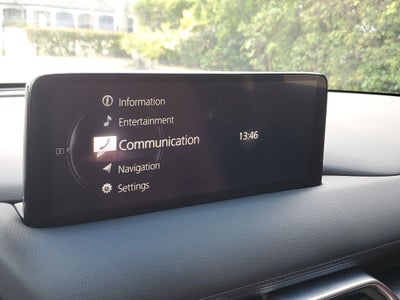 Information
Entertainment
Communication
13:46
Navigation
Settings